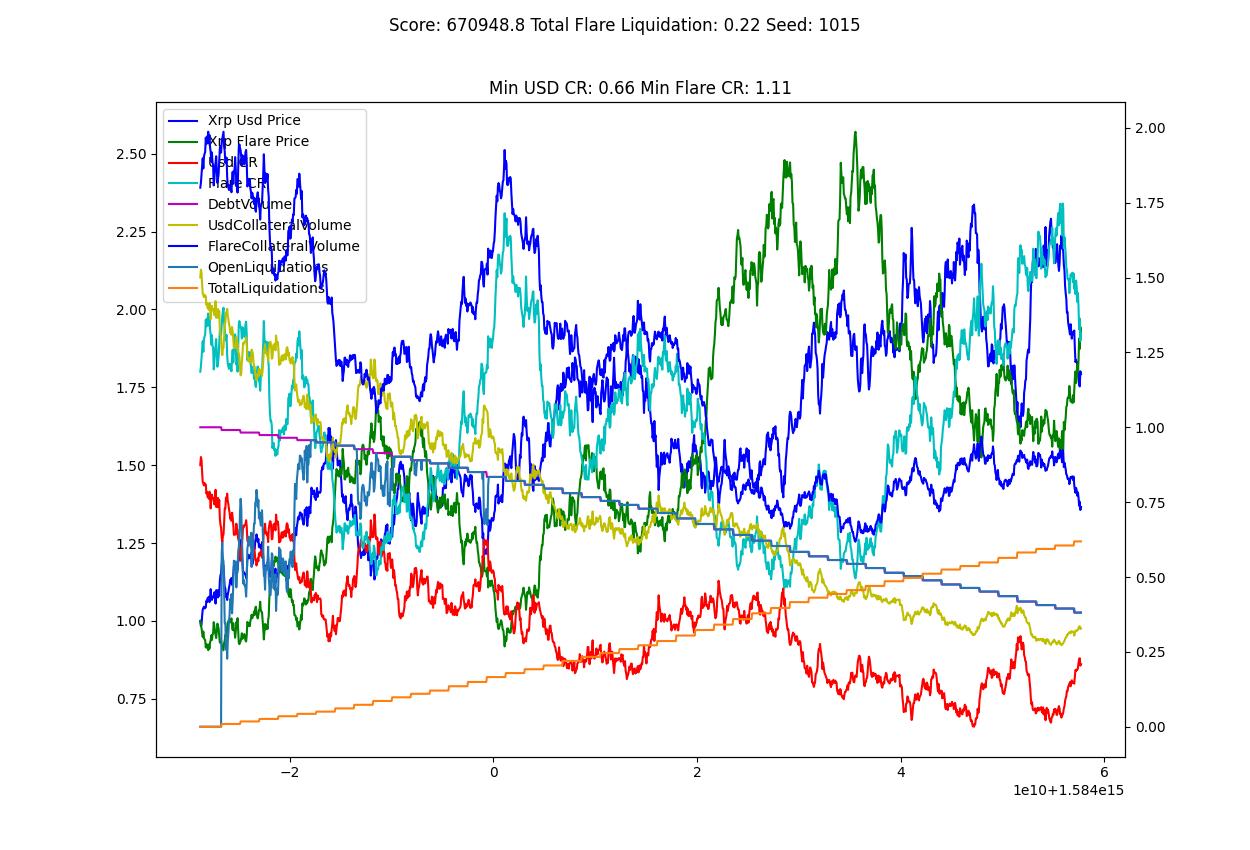 Score: 670948.8 Total Flare Liquidation: 0.22 Seed: 1015
Min USD CR: 0.66 Min Flare CR: 1.11
Xrp Usd Price
Xrp Flare Price
Usd CR
Flare CR
DebtVolume
UsdCollateralVolume
FlareCollateralVolume
OpenLiquidations
TotalLiquidations
2.50
2.25
2.00
1.75
1.50
1.25
1.00
0.75
2.00
1.75
1.50
1.25
1.00
0.75
0.50
0.25
0.00
−2 0 2 4 6
1e10+1.584e15